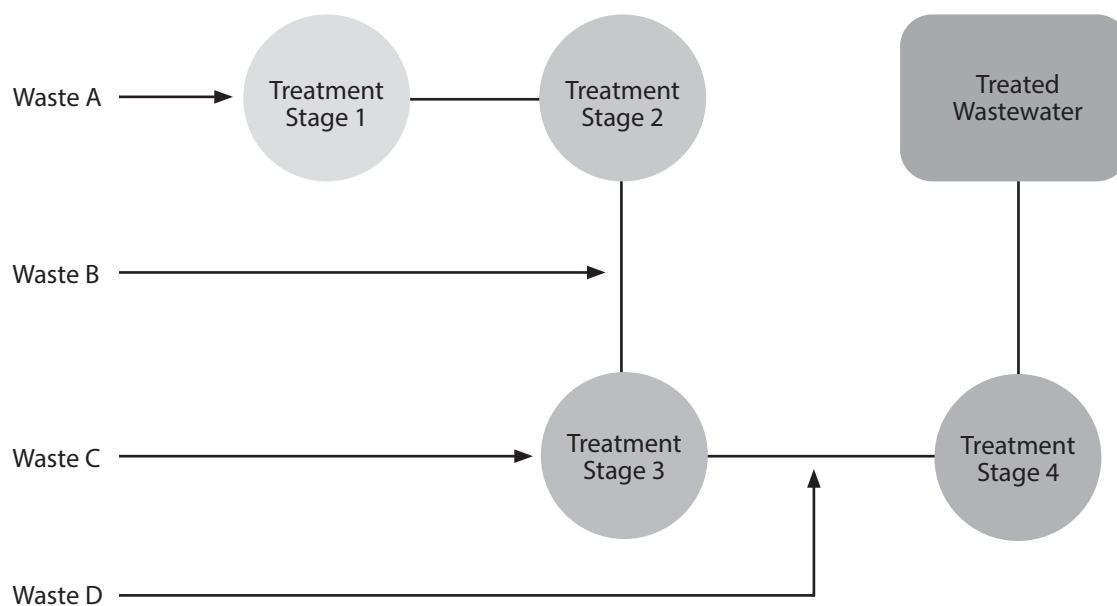 Waste A
Treatment
Stage 1
Treatment
Stage 2
Treated
Wastewater
Waste B
Waste C
Treatment
Stage 3
Treatment
Stage 4
Waste D